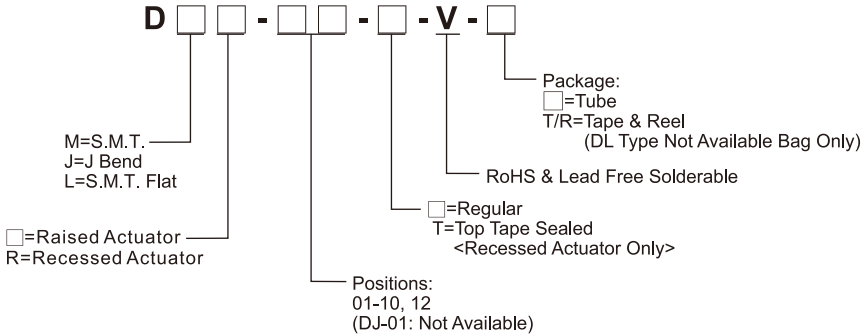 D □ □ - □ □ - □ - V - □
Package:
□=Tube
T/R=Tape & Reel
(DL Type Not Available Bag Only)
M=S.M.T.
J=J Bend
L=S.M.T. Flat
RoHS & Lead Free Solderable
□=Regular
T=Top Tape Sealed
<Recessed Actuator Only>
□=Raised Actuator
R=Recessed Actuator
Positions:
01-10, 12
(DJ-01: Not Available)